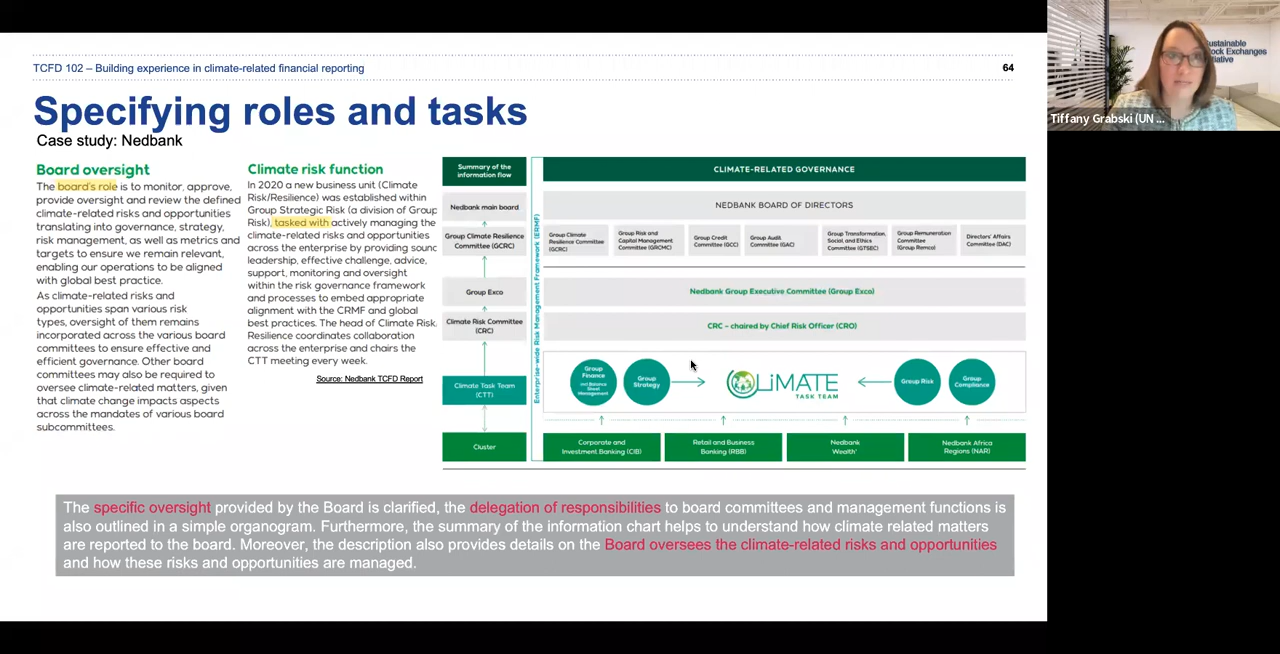 TCFD 102 – Building experience in climate-related financial reporting
64
Specifying roles and tasks
Case study: Nedbank
Board oversight
The board's role is to monitor, approve,
provide oversight and review the defined
climate-related risks and opportunities
translating into governance, strategy,
risk management, as well as metrics and
targets to ensure we remain relevant,
enabling our operations to be aligned
with global best practice.
As climate-related risks and
opportunities span various risk
types, oversight of them remains
incorporated across the various board
committees to ensure effective and
efficient governance. Other board
committees may also be required to
oversee climate-related matters, given
that climate change impacts aspects
across the mandates of various board
subcommittees.
Climate risk function
In 2020 a new business unit (Climate
Risk/Resilience) was established within
Group Strategic Risk (a division of Group
Risk), tasked with actively managing the
climate-related risks and opportunities
across the enterprise by providing sound
leadership, effective challenge, advice,
support, monitoring and oversight
within the risk governance framework
and processes to embed appropriate
alignment with the CRMF and global
best practices. The head of Climate Risk
Resilience coordinates collaboration
across the enterprise and chairs the
CTT meeting every week.
Source: Nedbank TCFD Report
Summary of the
information flow
Nedbank main board
Group Climate Resilience
Committee (GCRC)
Group Exco
Climate Risk Committee
(CRC)
Climate Task Team
(CTT)
Cluster
Enterprise-wide Risk Management Framework (ERMF)
CLIMATE-RELATED GOVERNANCE
NEDBANK BOARD OF DIRECTORS
Group Climate
Resilience Committee
(GCRC)
Group Risk and
Capital Management
Committee (GRCMC)
Group Credit
Committee (GCC)
Group Audit
Committee (GAC)
Group Transformation,
Social, and Ethics
Committee (GTSEC)
Group Remuneration
Committee
(Group Remco)
Directors' Affairs
Committee (DAC)
Nedbank Group Executive Committee (Group Exco)
CRC – chaired by Chief Risk Officer (CRO)
Group
Finance
and Balance
Sheet
Management
Group
Strategy
CLiMATE
TASK TEAM
Group Risk
Group
Compliance
Corporate and
Investment Banking (CIB)
Retail and Business
Banking (RBB)
Nedbank
Wealth
Nedbank Africa
Regions (NAR)
The specific oversight provided by the Board is clarified, the delegation of responsibilities to board committees and management functions is
also outlined in a simple organogram. Furthermore, the summary of the information chart helps to understand how climate related matters
are reported to the board. Moreover, the description also provides details on the Board oversees the climate-related risks and opportunities
and how these risks and opportunities are managed.
Tiffany Grabski (UN ...